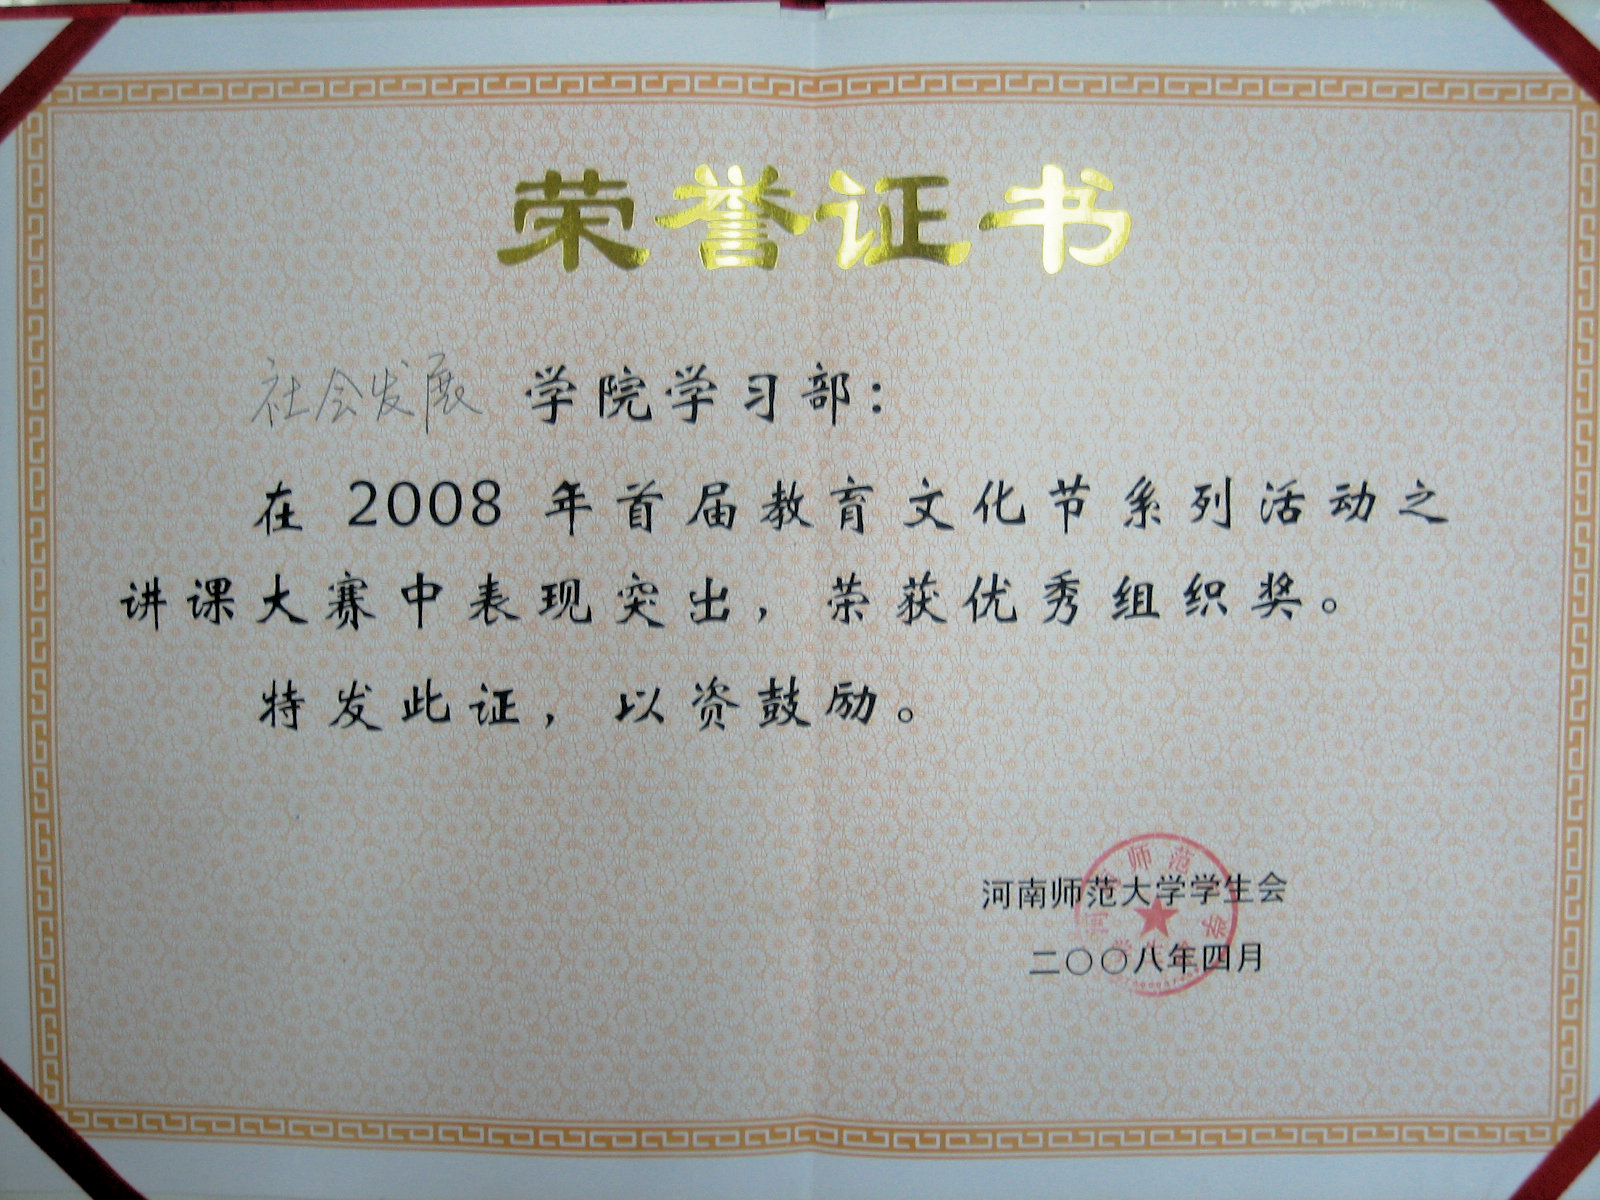 荣誉证书
社会发展 学院学习部：
在 2008 年首届教育文化节系列活动之
讲课大赛中表现突出，荣获优秀组织奖。
特发此证，以资鼓励。
河南师范大学学生会
二〇〇八年四月